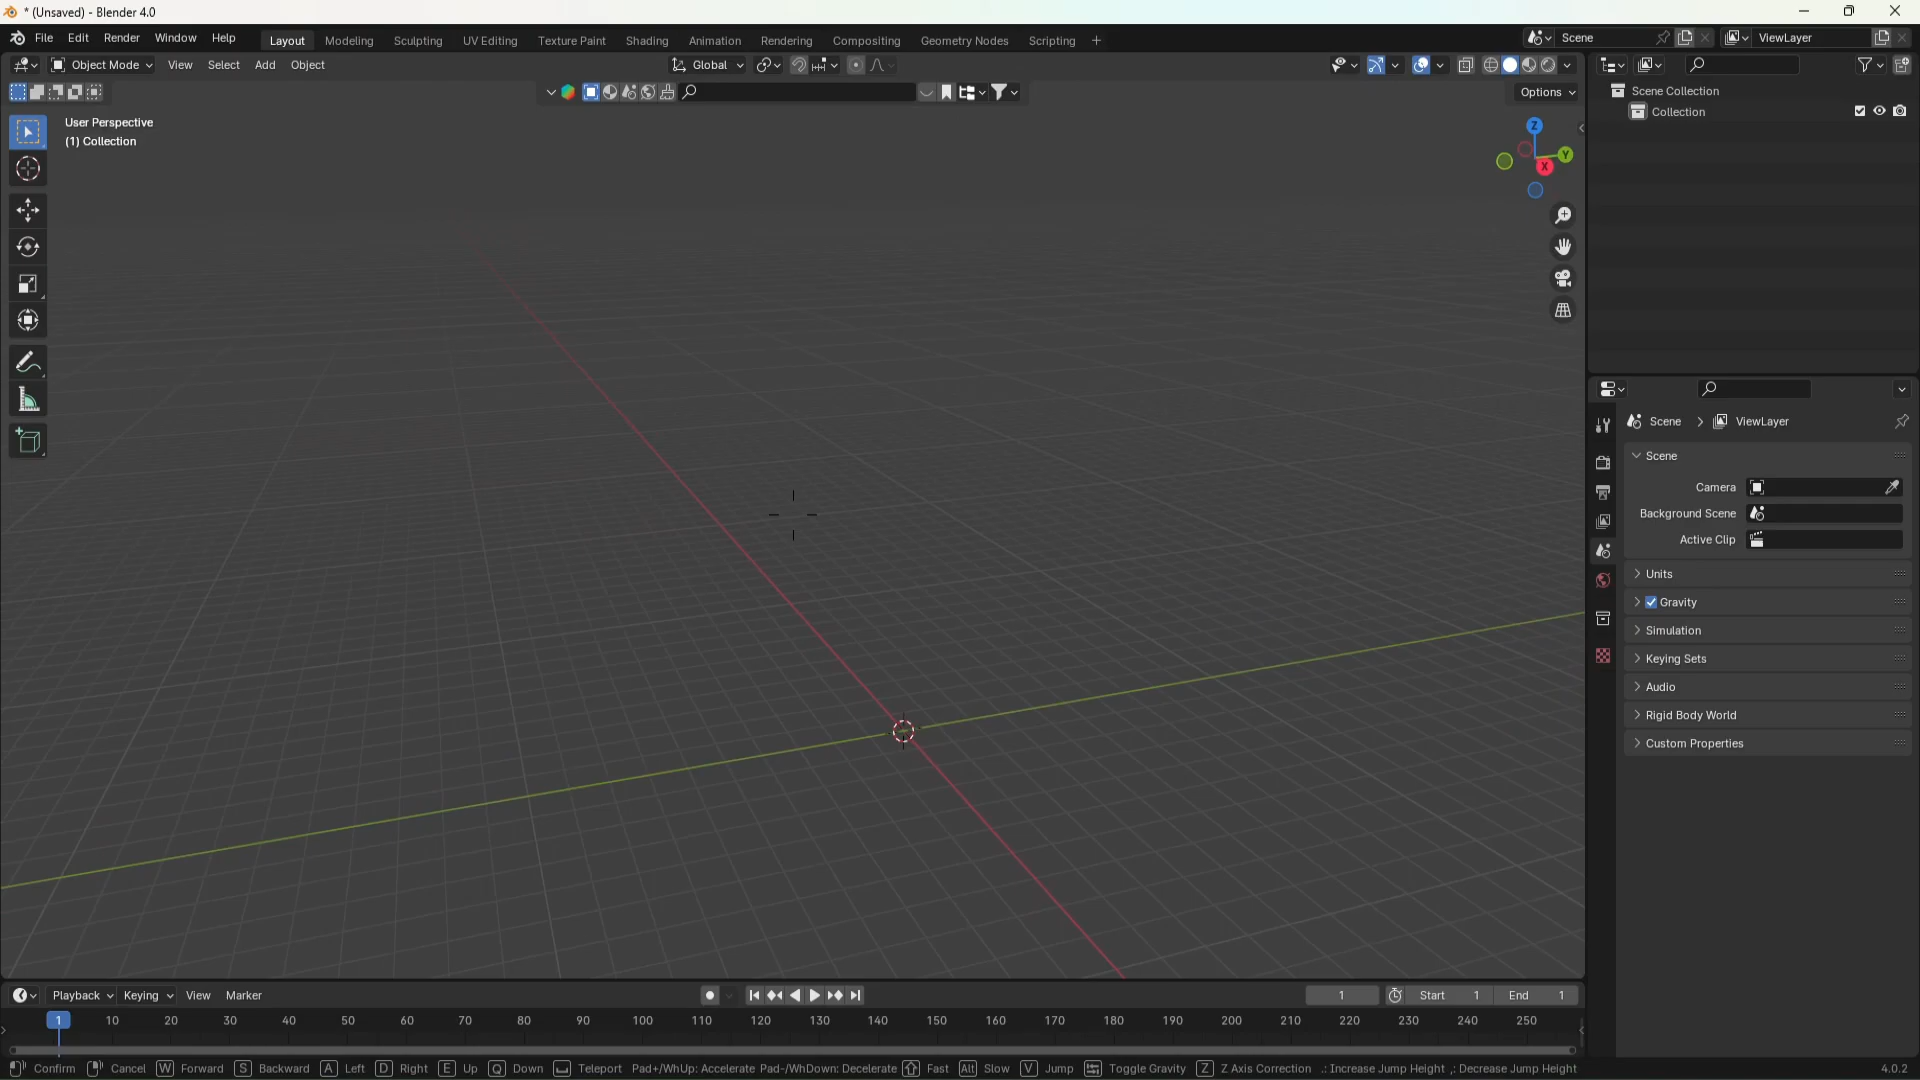 * (Unsaved) - Blender 4.0
File Edit Render Window Help Layout Modeling Sculpting UV Editing Texture Paint Shading Animation Rendering Compositing Geometry Nodes Scripting + Scene ViewLayer
Object Mode View Select Add Object Global
Options
User Perspective
(1) Collection
Z
Y
X
Scene Collection
Collection
Scene > ViewLayer
Scene
Camera
Background Scene
Active Clip
Units
Gravity
Simulation
Keying Sets
Audio
Rigid Body World
Custom Properties
Playback Keying View Marker 1 Start 1 End 1
1 10 20 30 40 50 60 70 80 90 100 110 120 130 140 150 160 170 180 190 200 210 220 230 240 250
Confirm Cancel W Forward S Backward A Left D Right E Up Q Down Teleport Pad+/WhUp: Accelerate Pad-/WhDown: Decelerate Fast Alt Slow V Jump Toggle Gravity Z Z Axis Correction .: Increase Jump Height ,: Decrease Jump Height 4.0.2